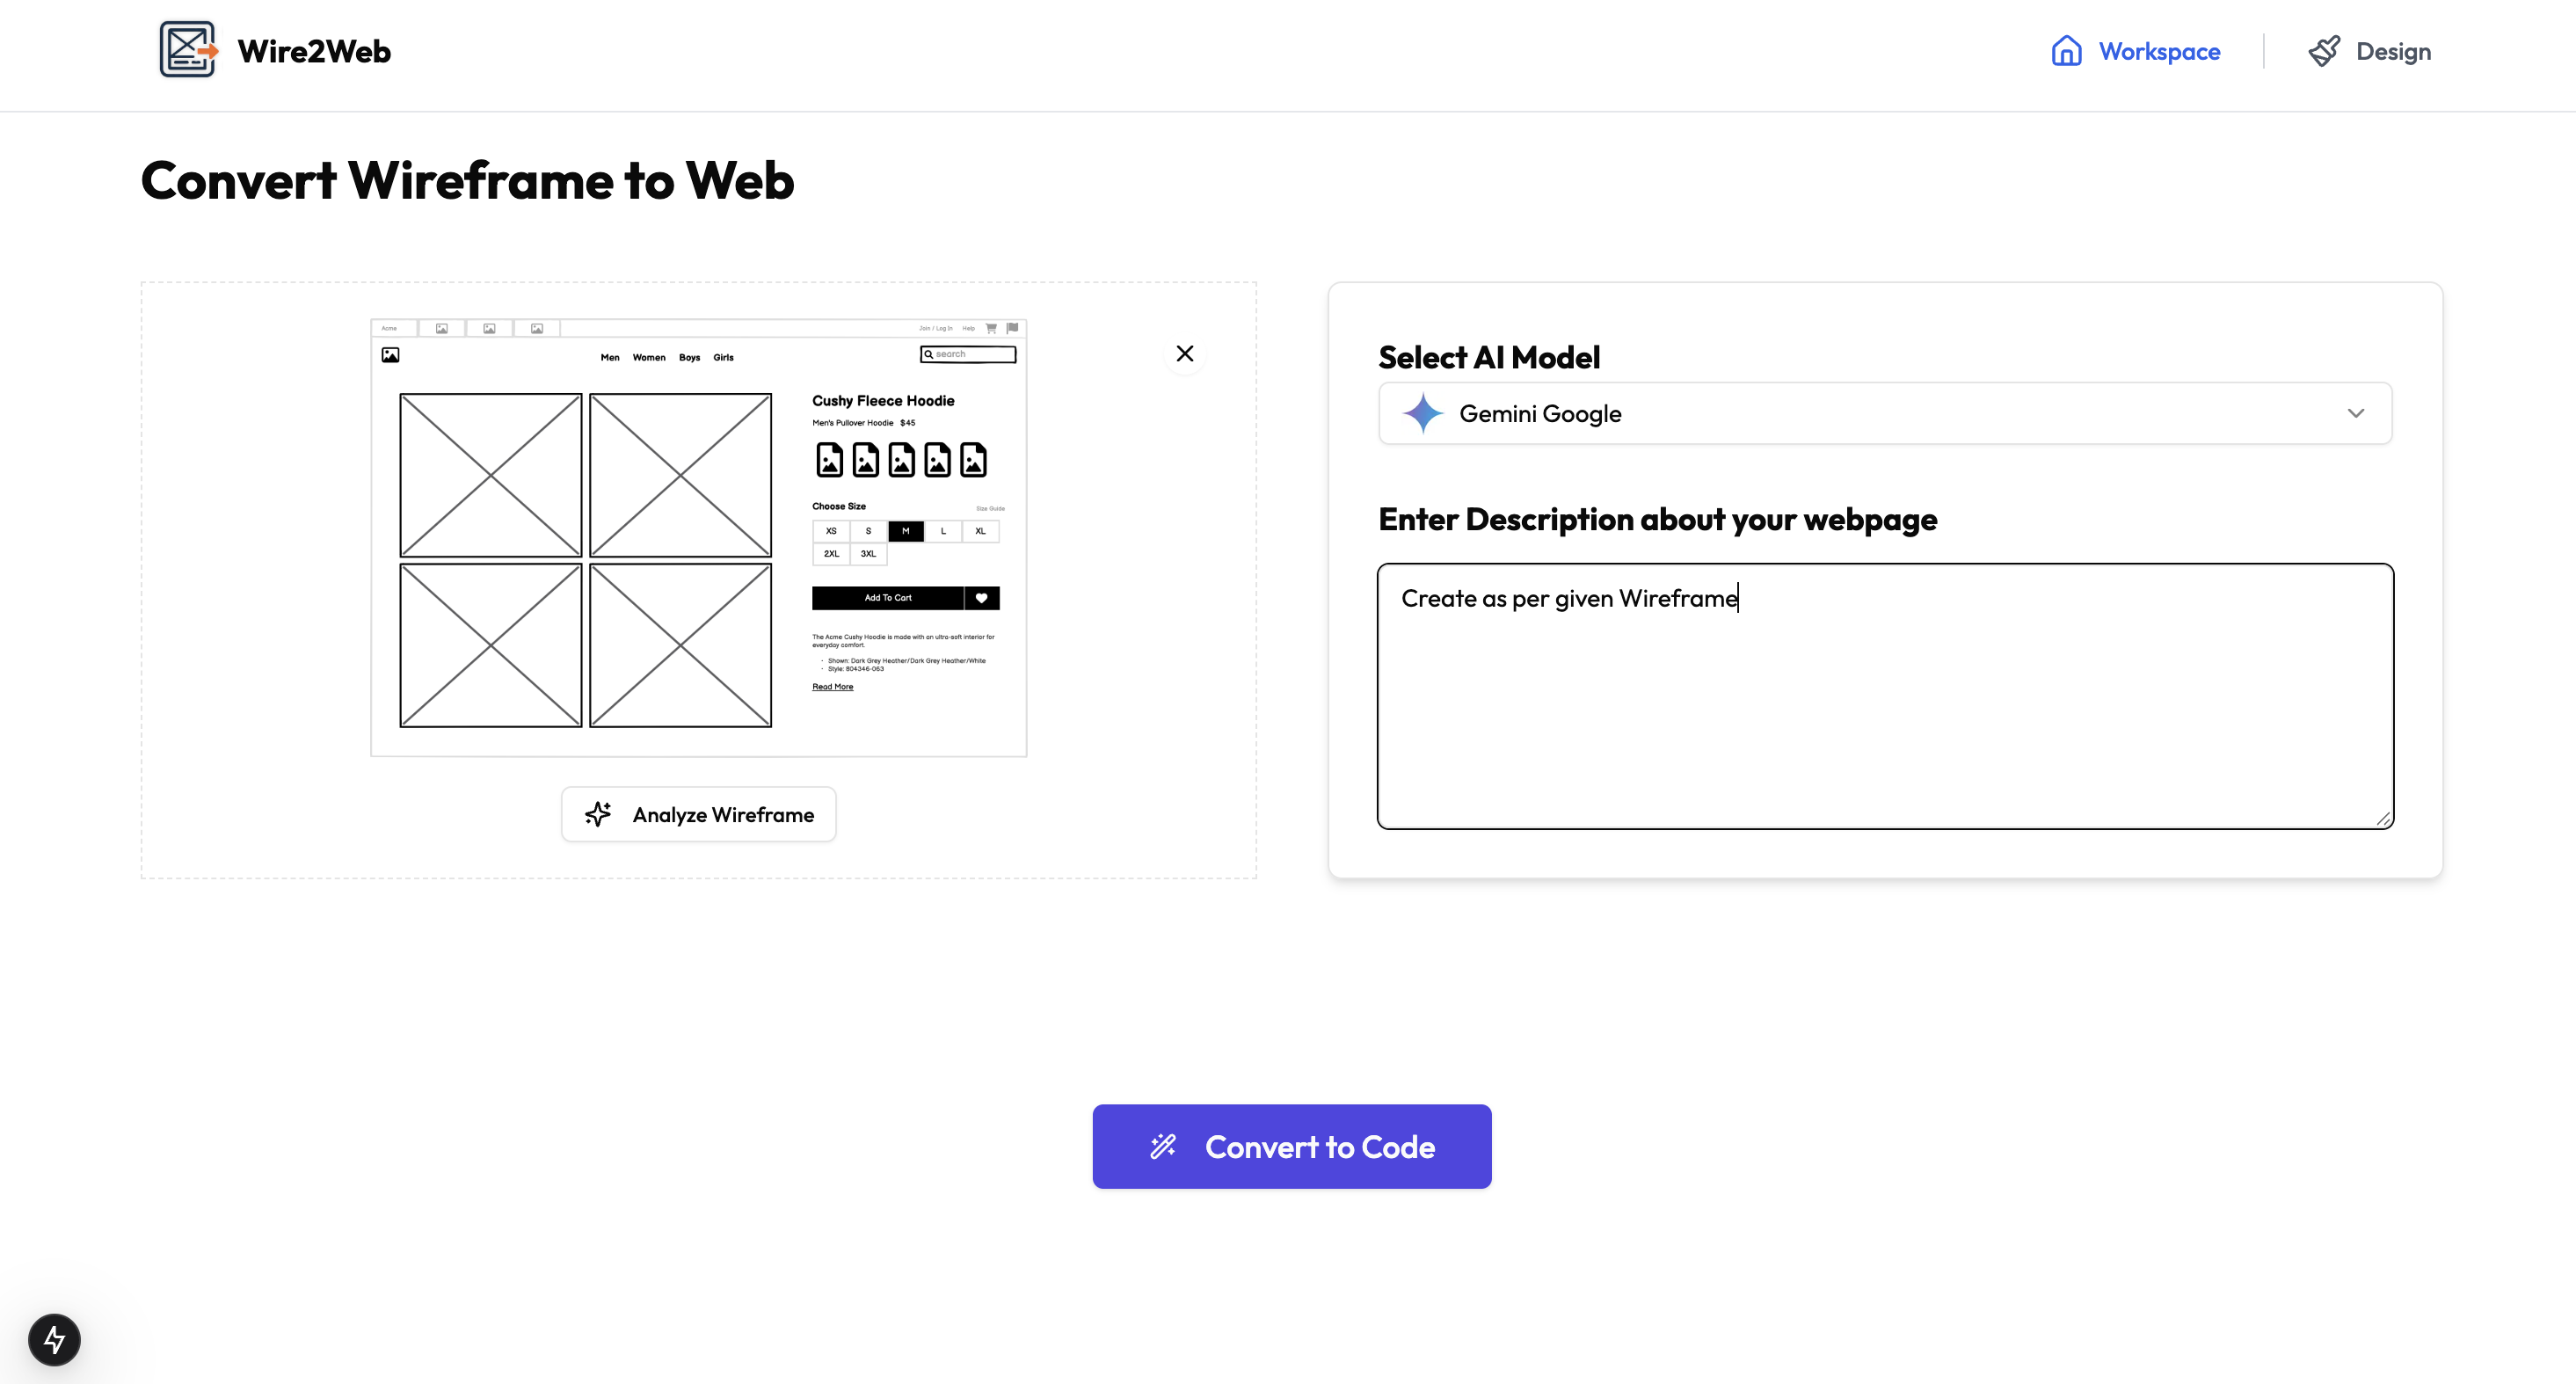 Wire2Web
Workspace
Design
Convert Wireframe to Web
Acme
Join / Log In Help
Men Women Boys Girls
search
Cushy Fleece Hoodie
Men's Pullover Hoodie $45
Choose Size
Size Guide
XS S M L XL
2XL 3XL
Add To Cart
The Acme Cushy Hoodie is made with an ultra-soft interior for
everyday comfort.
Shown: Dark Grey Heather/Dark Grey Heather/White
Style: 804346-063
Read More
Analyze Wireframe
Select AI Model
Gemini Google
Enter Description about your webpage
Create as per given Wireframe
Convert to Code